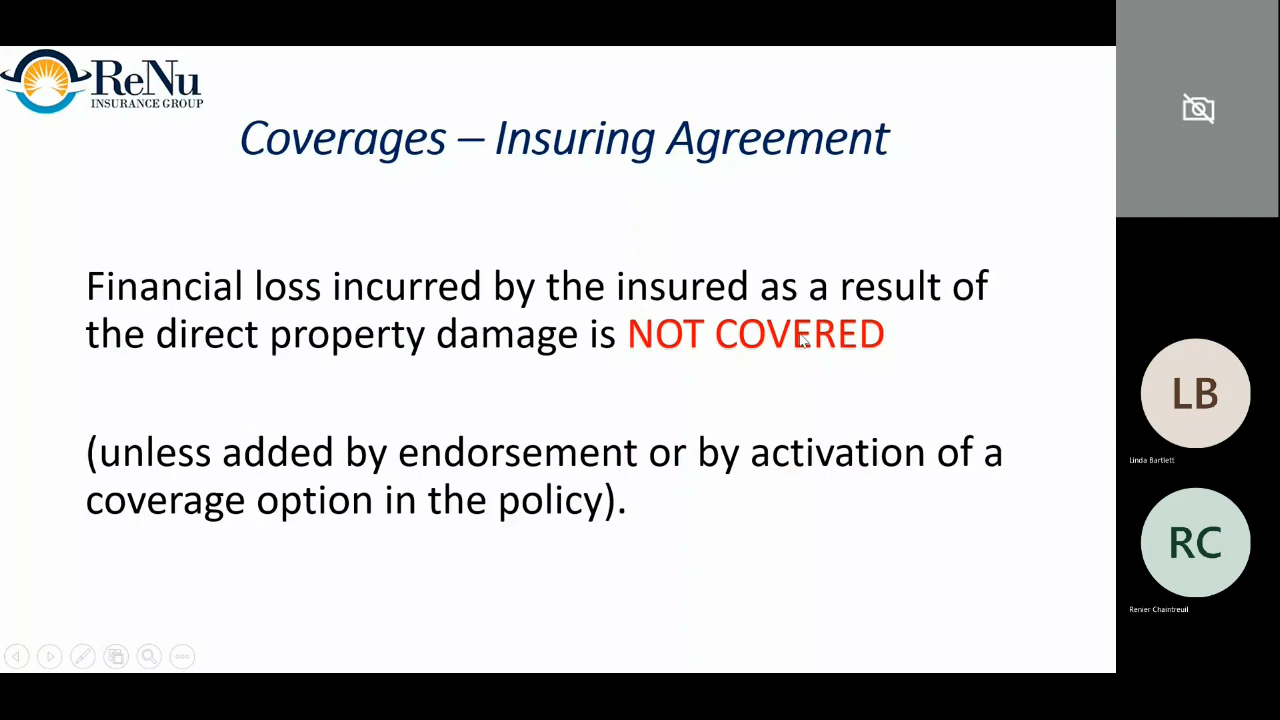 ReNu
INSURANCE GROUP
Coverages – Insuring Agreement
Financial loss incurred by the insured as a result of
the direct property damage is NOT COVERED
(unless added by endorsement or by activation of a
coverage option in the policy).
LB
Linda Bartlett
RC
Renier Chaintreuil